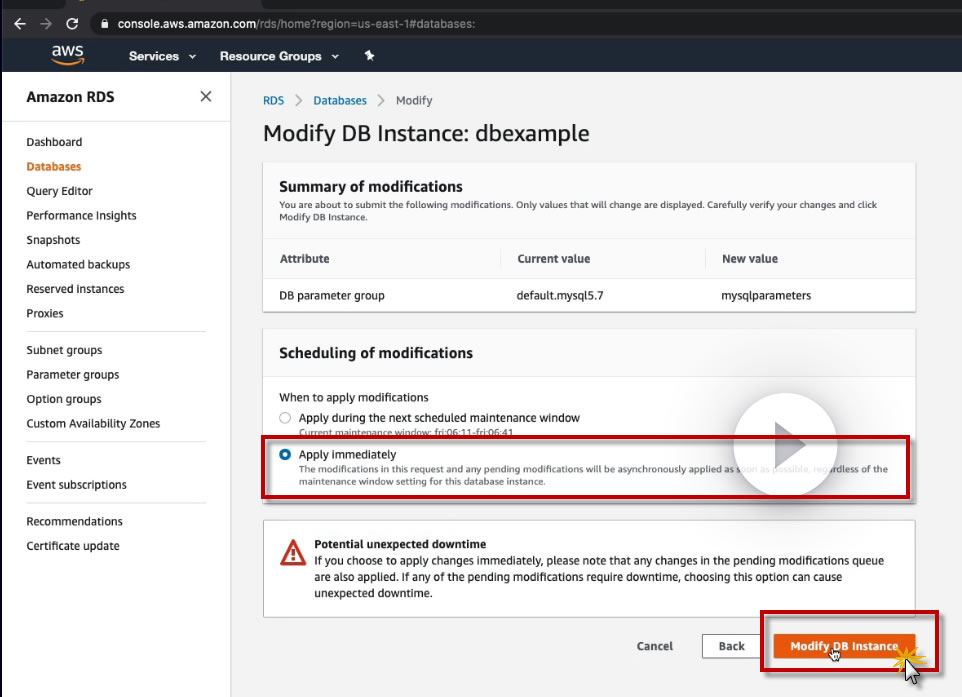 console.aws.amazon.com/rds/home?region=us-east-1#databases:
aws
Services
Resource Groups
Amazon RDS
Dashboard
Databases
Query Editor
Performance Insights
Snapshots
Automated backups
Reserved instances
Proxies
Subnet groups
Parameter groups
Option groups
Custom Availability Zones
Events
Event subscriptions
Recommendations
Certificate update
RDS > Databases > Modify
Modify DB Instance: dbexample
Summary of modifications
You are about to submit the following modifications. Only values that will change are displayed. Carefully verify your changes and click
Modify DB Instance.
Attribute Current value New value
DB parameter group default.mysql5.7 mysqlparameters
Scheduling of modifications
When to apply modifications
Apply during the next scheduled maintenance window
Current maintenance window: fri:06:11-fri:06:41
Apply immediately
The modifications in this request and any pending modifications will be asynchronously applied as soon as possible, regardless of the
maintenance window setting for this database instance.
Potential unexpected downtime
If you choose to apply changes immediately, please note that any changes in the pending modifications queue
are also applied. If any of the pending modifications require downtime, choosing this option can cause
unexpected downtime.
Cancel
Back
Modify DB Instance